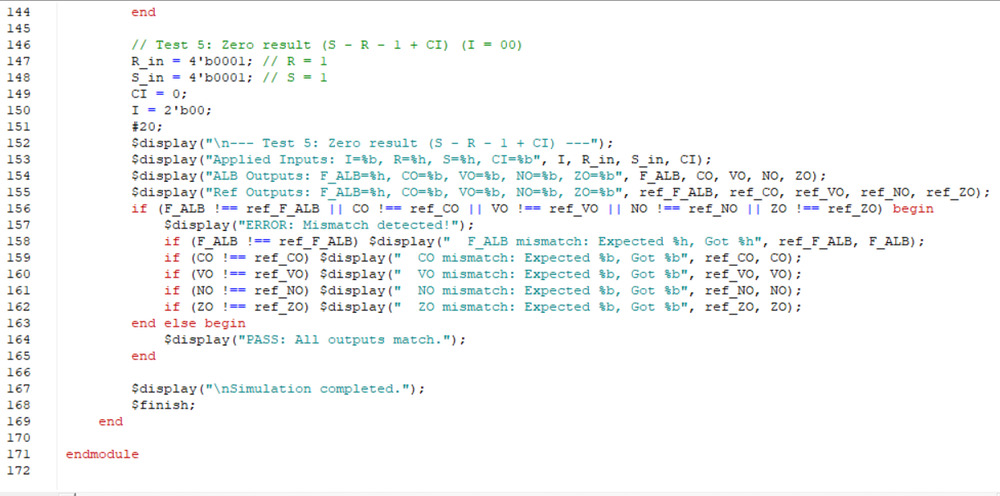 144 end
145
146 // Test 5: Zero result (S - R - 1 + CI) (I = 00)
147 R_in = 4'b0001; // R = 1
148 S_in = 4'b0001; // S = 1
149 CI = 0;
150 I = 2'b00;
151 #20;
152 $display("\n--- Test 5: Zero result (S - R - 1 + CI) ---");
153 $display("Applied Inputs: I=%b, R=%h, S=%h, CI=%b", I, R_in, S_in, CI);
154 $display("ALB Outputs: F_ALB=%h, CO=%b, VO=%b, NO=%b, ZO=%b", F_ALB, CO, VO, NO, ZO);
155 $display("Ref Outputs: F_ALB=%h, CO=%b, VO=%b, NO=%b, ZO=%b", ref_F_ALB, ref_CO, ref_VO, ref_NO, ref_ZO);
156 if (F_ALB !== ref_F_ALB || CO !== ref_CO || VO !== ref_VO || NO !== ref_NO || ZO !== ref_ZO) begin
157 $display("ERROR: Mismatch detected!");
158 if (F_ALB !== ref_F_ALB) $display("  F_ALB mismatch: Expected %h, Got %h", ref_F_ALB, F_ALB);
159 if (CO !== ref_CO) $display("  CO mismatch: Expected %b, Got %b", ref_CO, CO);
160 if (VO !== ref_VO) $display("  VO mismatch: Expected %b, Got %b", ref_VO, VO);
161 if (NO !== ref_NO) $display("  NO mismatch: Expected %b, Got %b", ref_NO, NO);
162 if (ZO !== ref_ZO) $display("  ZO mismatch: Expected %b, Got %b", ref_ZO, ZO);
163 end else begin
164 $display("PASS: All outputs match.");
165 end
166
167 $display("\nSimulation completed.");
168 $finish;
169 end
170
171 endmodule
172